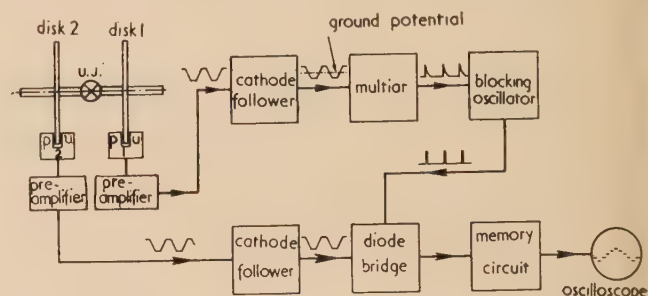 disk 2
disk 1
ground potential
u.J.
cathode
follower
multiar
blocking
oscillator
p u
2
p u
1
pre-
amplifier
pre-
amplifier
cathode
follower
diode
bridge
memory
circuit
oscilloscope